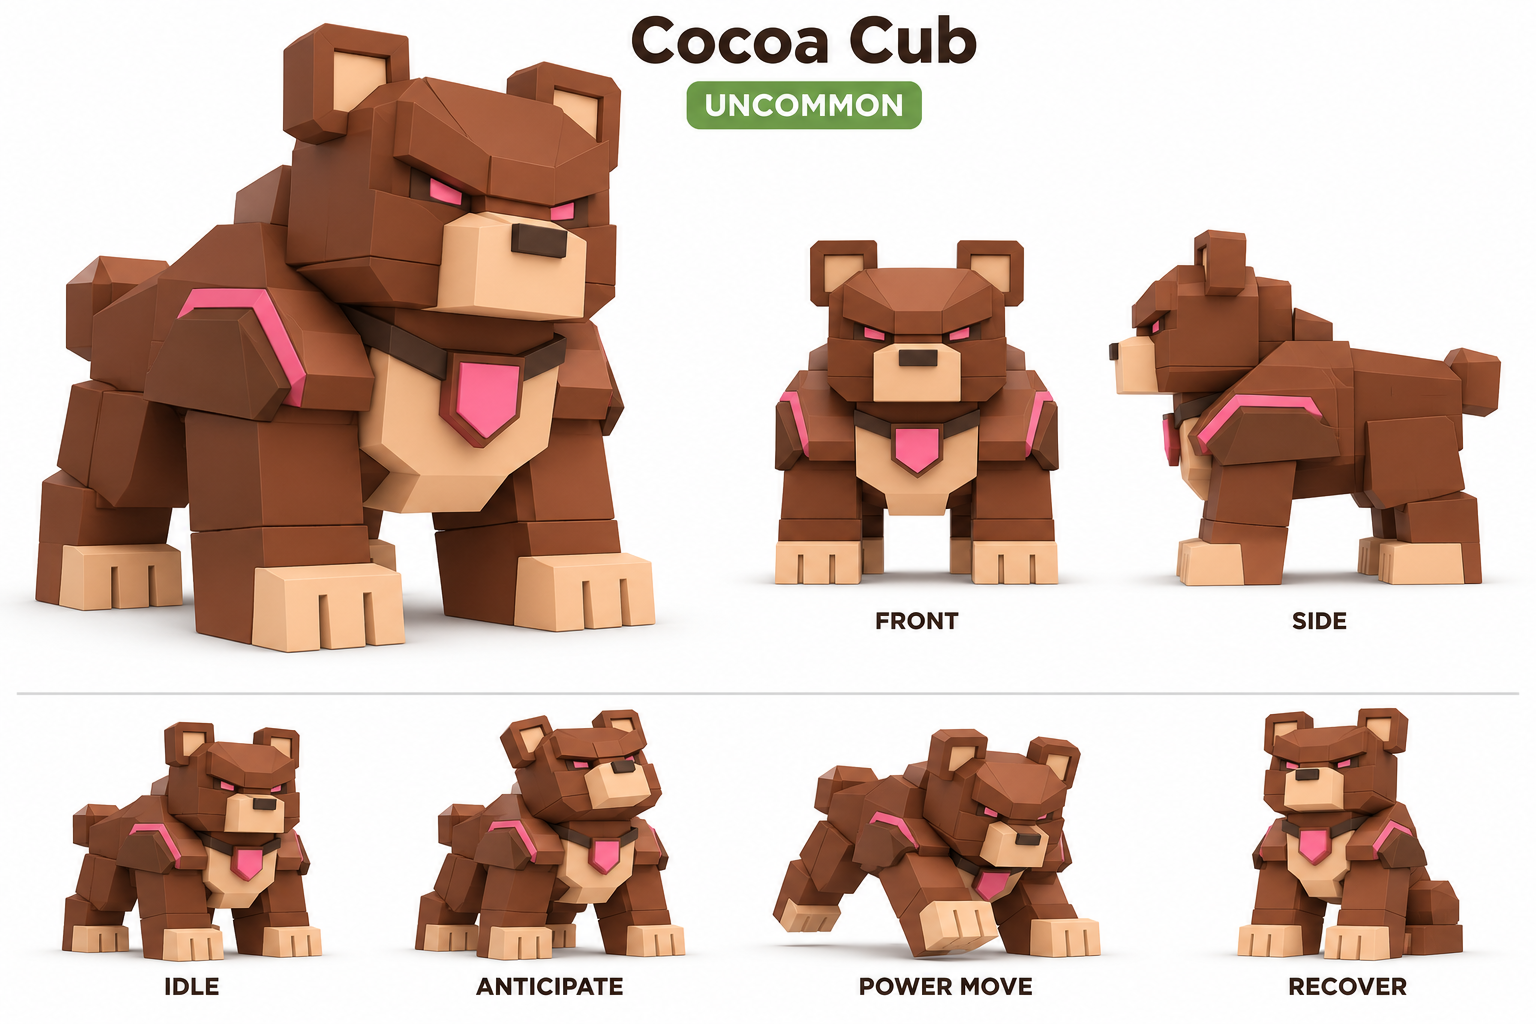 Cocoa Cub
UNCOMMON
FRONT
SIDE
IDLE
ANTICIPATE
POWER MOVE
RECOVER